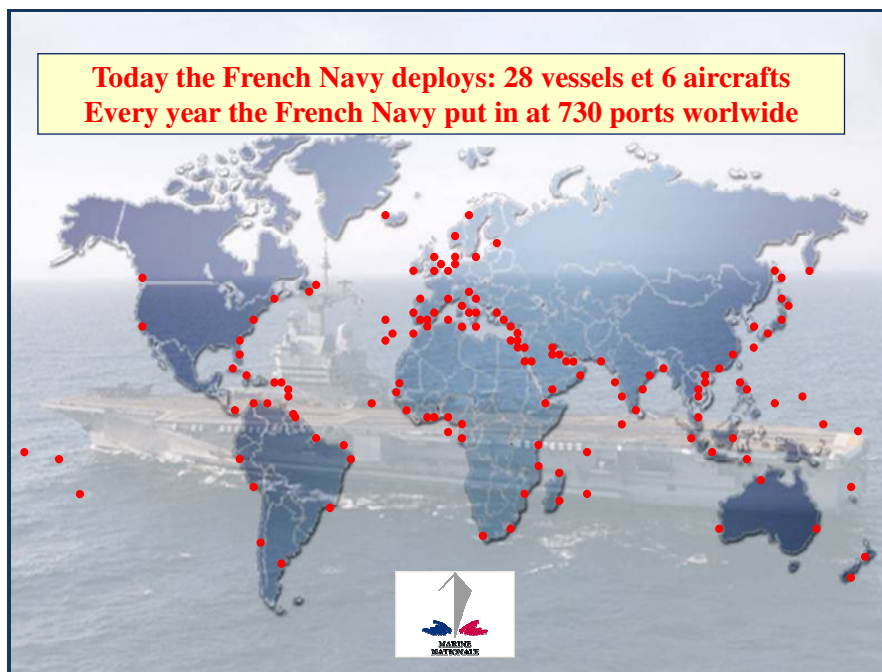 Today the French Navy deploys: 28 vessels et 6 aircrafts
Every year the French Navy put in at 730 ports worlwide
MARINE
NATIONALE